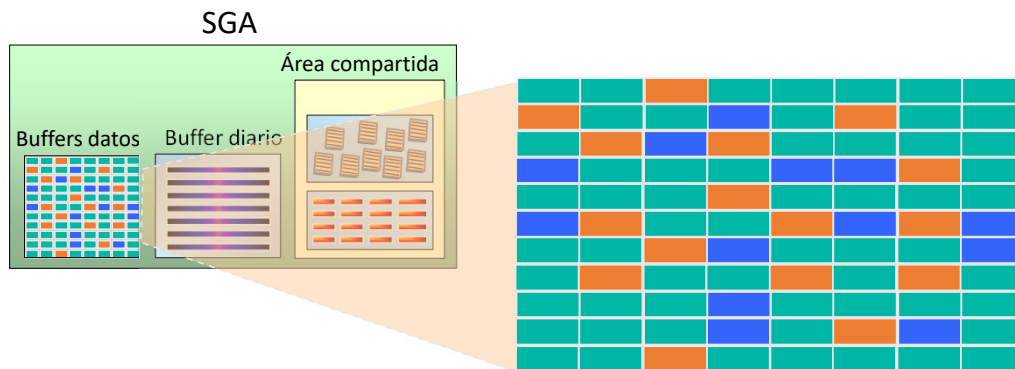 SGA
Área compartida
Buffers datos
Buffer diario